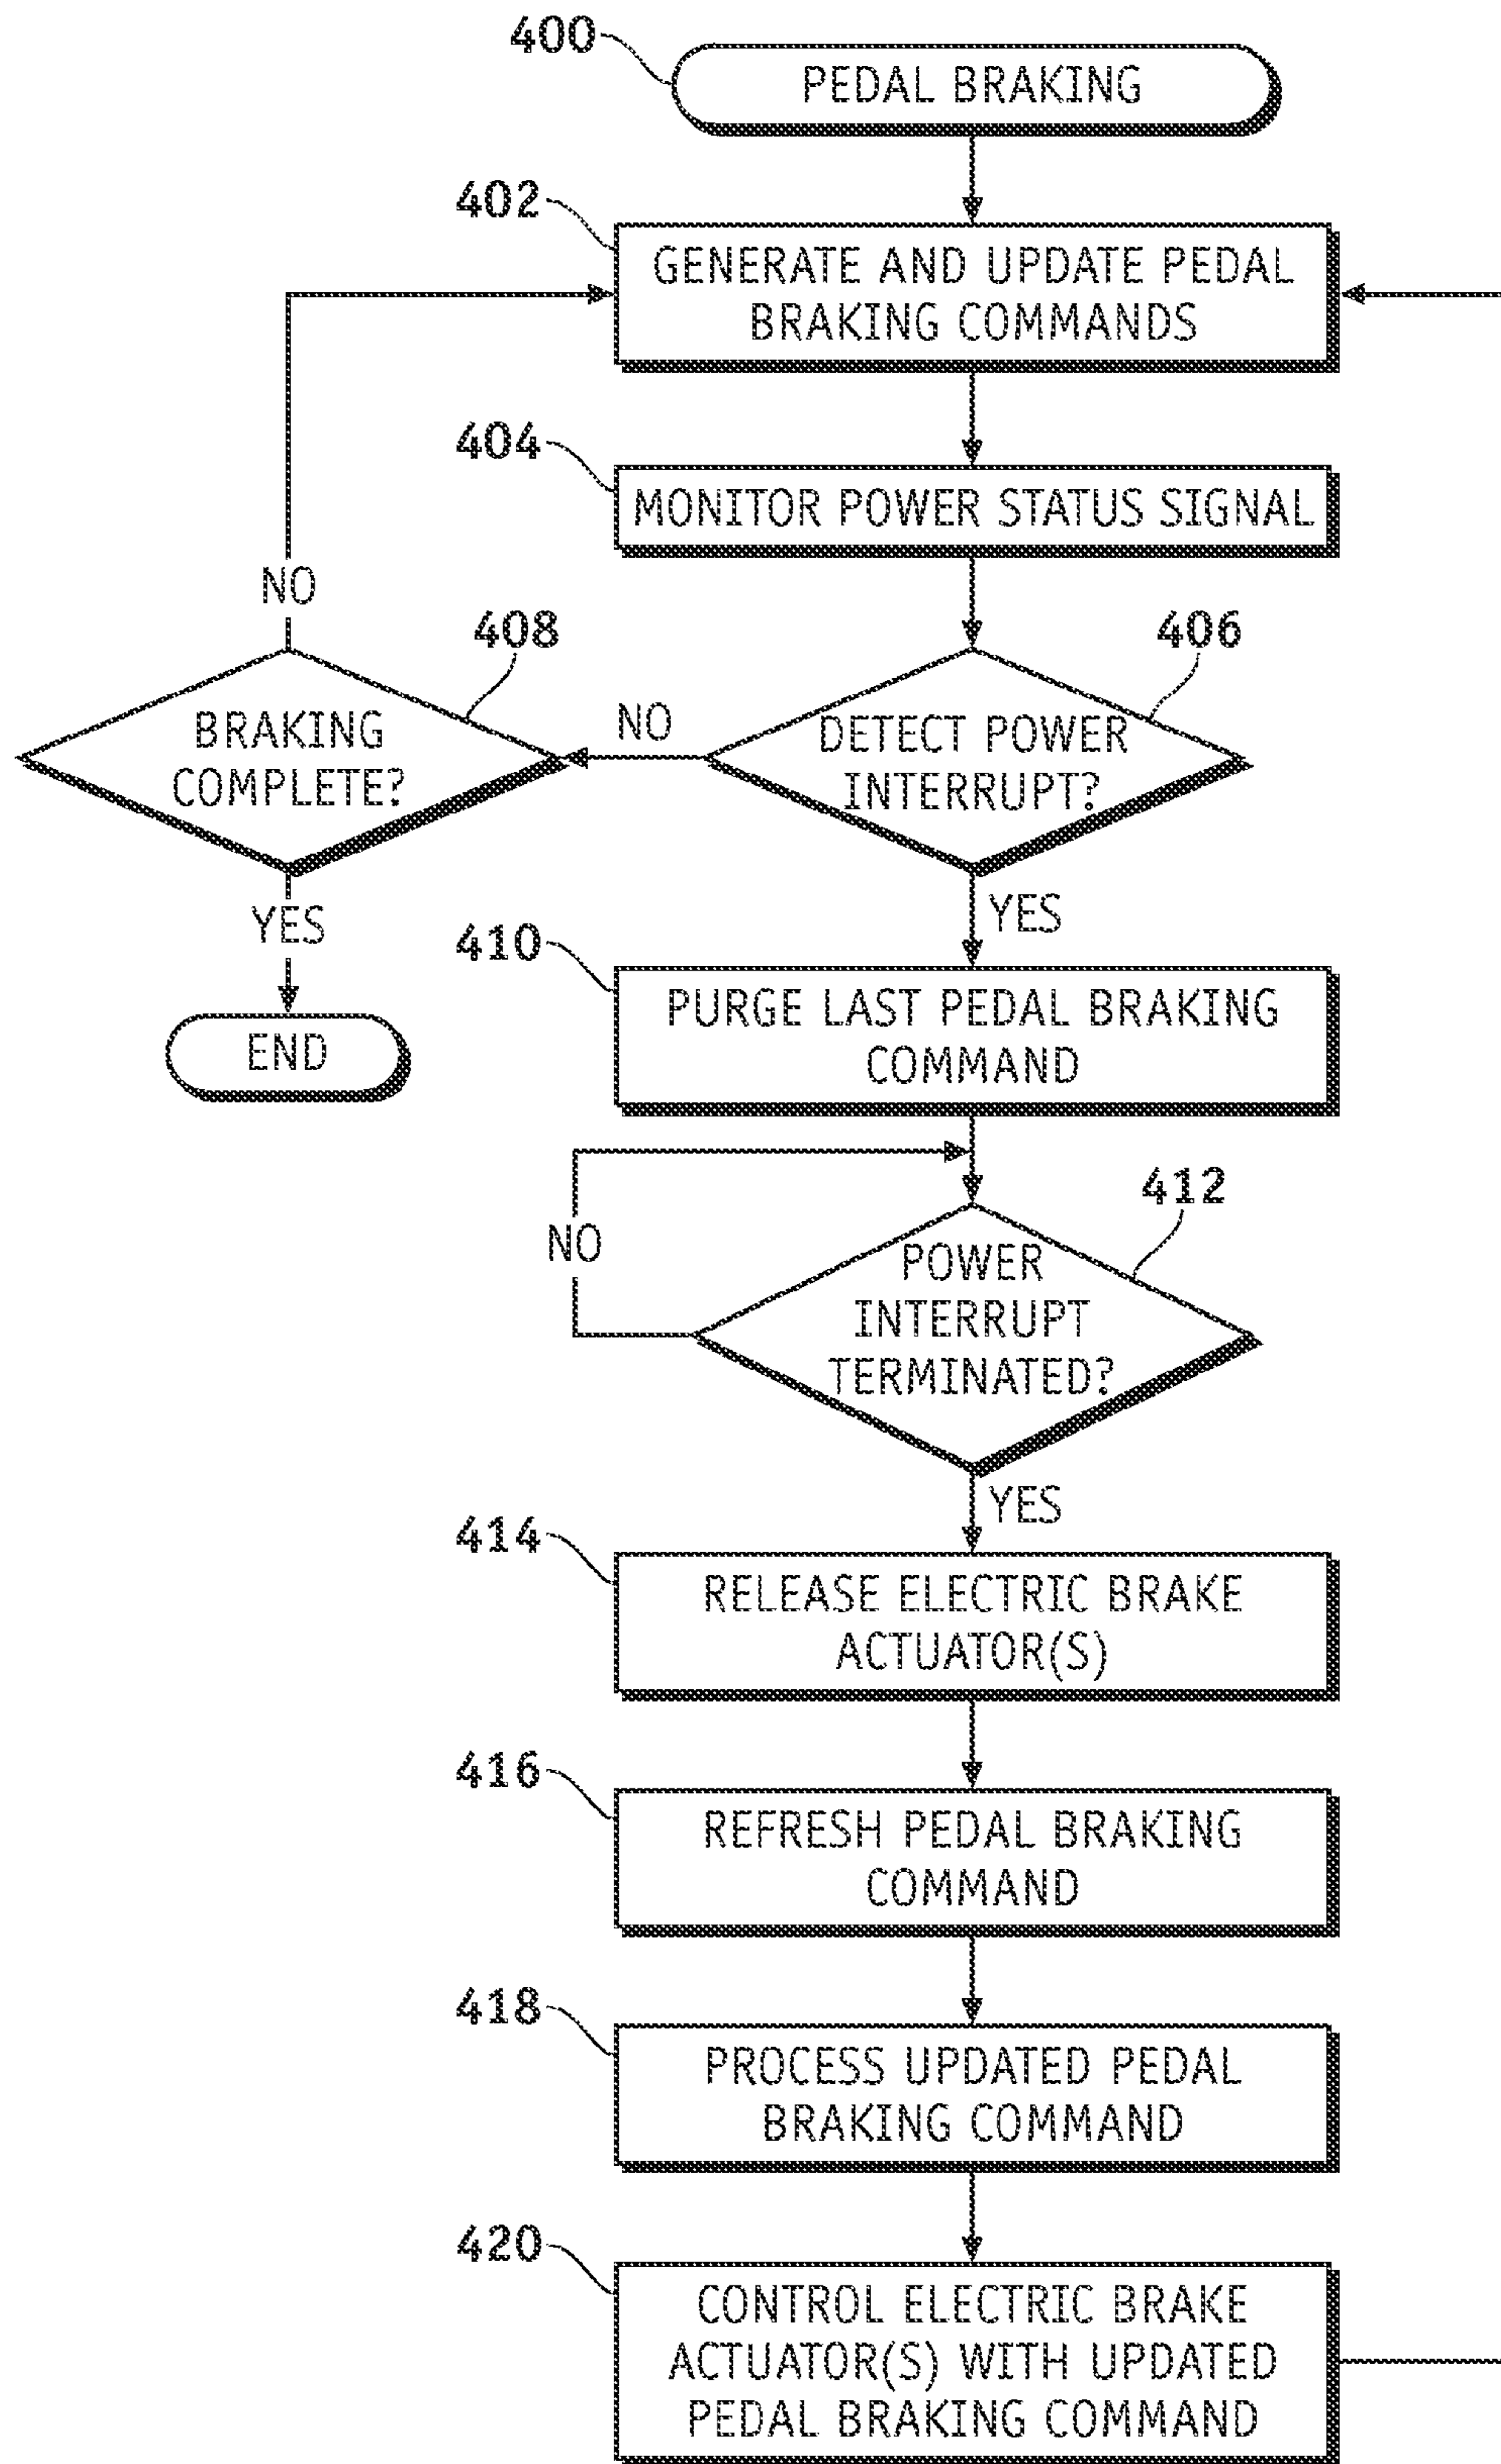 400
PEDAL BRAKING
402
GENERATE AND UPDATE PEDAL
BRAKING COMMANDS
404
MONITOR POWER STATUS SIGNAL
NO
408
406
BRAKING
COMPLETE?
NO
DETECT POWER
INTERRUPT?
YES
YES
410
PURGE LAST PEDAL BRAKING
COMMAND
END
412
NO
POWER
INTERRUPT
TERMINATED?
YES
414
RELEASE ELECTRIC BRAKE
ACTUATOR(S)
416
REFRESH PEDAL BRAKING
COMMAND
418
PROCESS UPDATED PEDAL
BRAKING COMMAND
420
CONTROL ELECTRIC BRAKE
ACTUATOR(S) WITH UPDATED
PEDAL BRAKING COMMAND